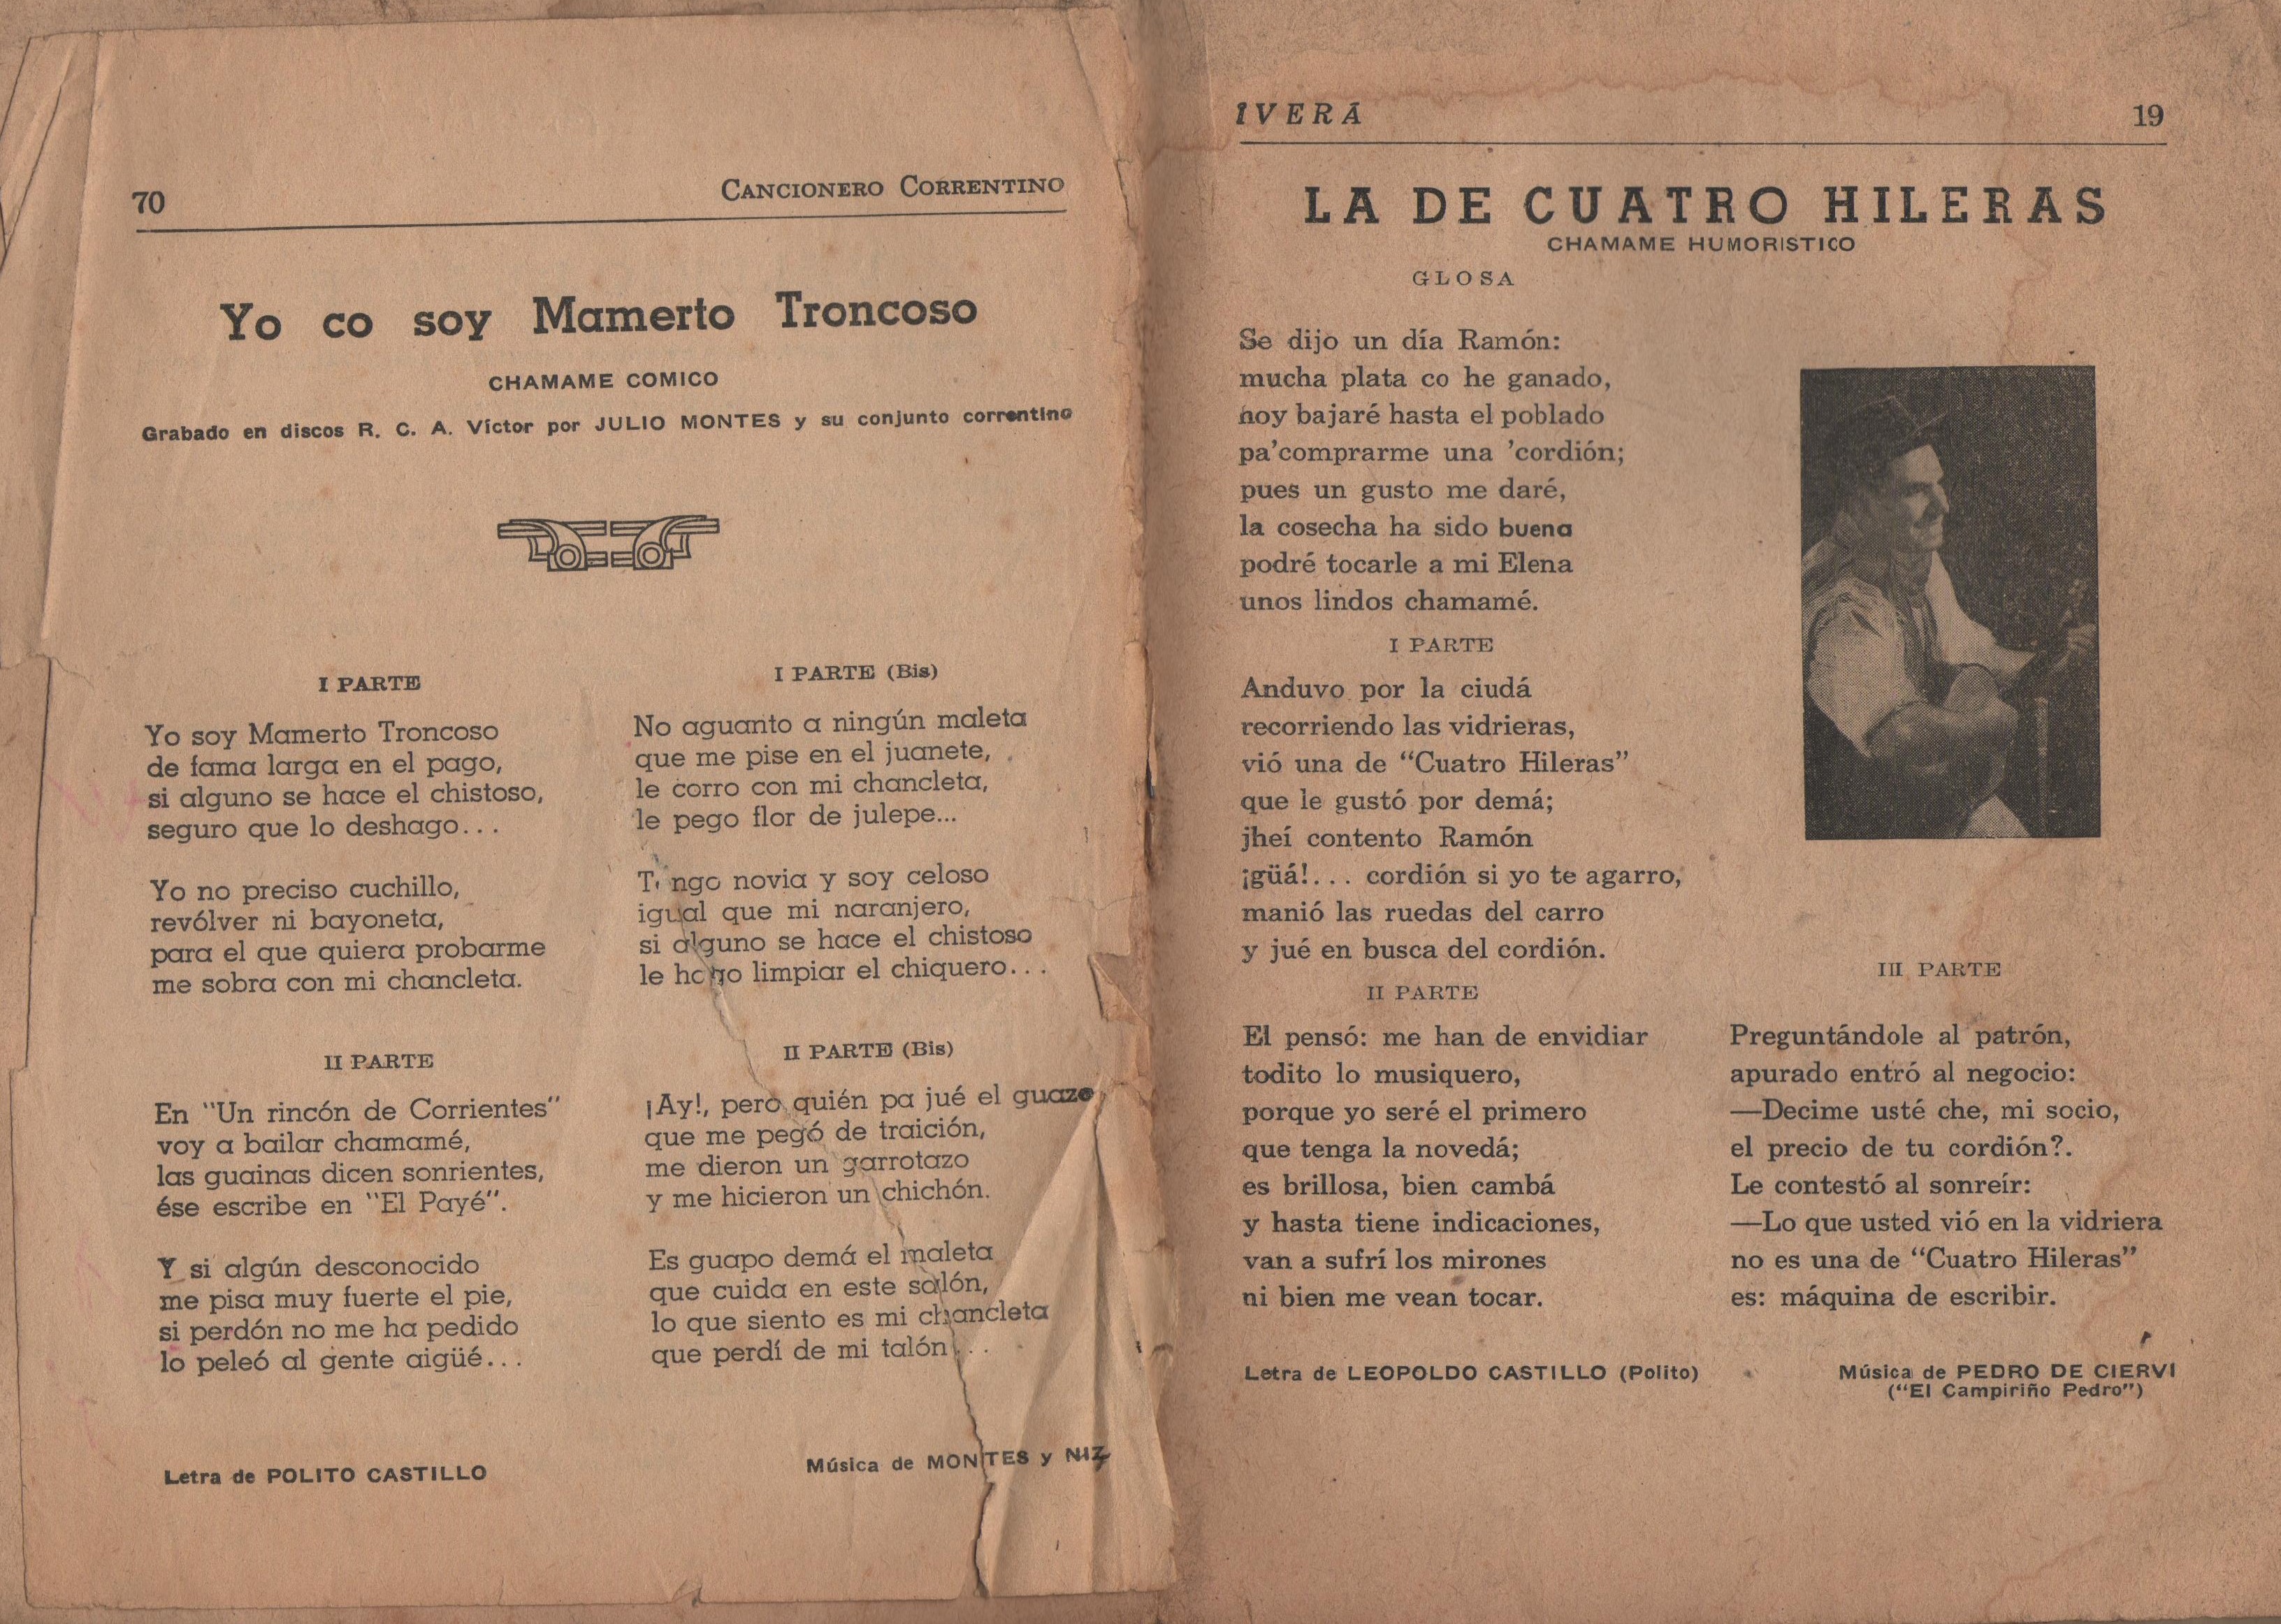 70
CANCIONERO CORRENTINO
Yo co soy Mamerto Troncoso
CHAMAME COMICO
Grabado en discos R. C. A. Víctor por JULIO MONTES y su conjunto correntino
I PARTE
Yo soy Mamerto Troncoso
de fama larga en el pago,
si alguno se hace el chistoso,
seguro que lo deshago...
Yo no preciso cuchillo,
revólver ni bayoneta,
para el que quiera probarme
me sobra con mi chancleta.
II PARTE
En "Un rincón de Corrientes"
voy a bailar chamamé,
las guainas dicen sonrientes,
ése escribe en "El Payé".
Y si algún desconocido
me pisa muy fuerte el pie,
si perdón no me ha pedido
lo peleó al gente aigüé...
Letra de POLITO CASTILLO
I PARTE (Bis)
No aguanto a ningún maleta
que me pise en el juanete,
le corro con mi chancleta,
le pego flor de julepe...
Tengo novia y soy celoso
igual que mi naranjero,
si alguno se hace el chistoso
le hago limpiar el chiquero...
II PARTE (Bis)
¡Ay!, pero quién pa jué el guazo
que me pegó de traición,
me dieron un garrotazo
y me hicieron un chichón.
Es guapo demá el maleta
que cuida en este salón,
lo que siento es mi chancleta
que perdí de mi talón...
Música de MONTES y NIZ
IVERÁ
19
LA DE CUATRO HILERAS
CHAMAME HUMORISTICO
GLOSA
Se dijo un día Ramón:
mucha plata co he ganado,
hoy bajaré hasta el poblado
pa'comprarme una 'cordión;
pues un gusto me daré,
la cosecha ha sido buena
podré tocarle a mi Elena
unos lindos chamamé.
I PARTE
Anduvo por la ciudá
recorriendo las vidrieras,
vió una de "Cuatro Hileras"
que le gustó por demá;
jheí contento Ramón
¡güá!... cordión si yo te agarro,
manió las ruedas del carro
y jué en busca del cordión.
II PARTE
El pensó: me han de envidiar
todito lo musiquero,
porque yo seré el primero
que tenga la novedá;
es brillosa, bien cambá
y hasta tiene indicaciones,
van a sufrí los mirones
ni bien me vean tocar.
III PARTE
Preguntándole al patrón,
apurado entró al negocio:
—Decime usté che, mi socio,
el precio de tu cordión?.
Le contestó al sonreír:
—Lo que usted vió en la vidriera
no es una de "Cuatro Hileras"
es: máquina de escribir.
Letra de LEOPOLDO CASTILLO (Polito)
Música de PEDRO DE CIERVI
("El Campiriño Pedro")